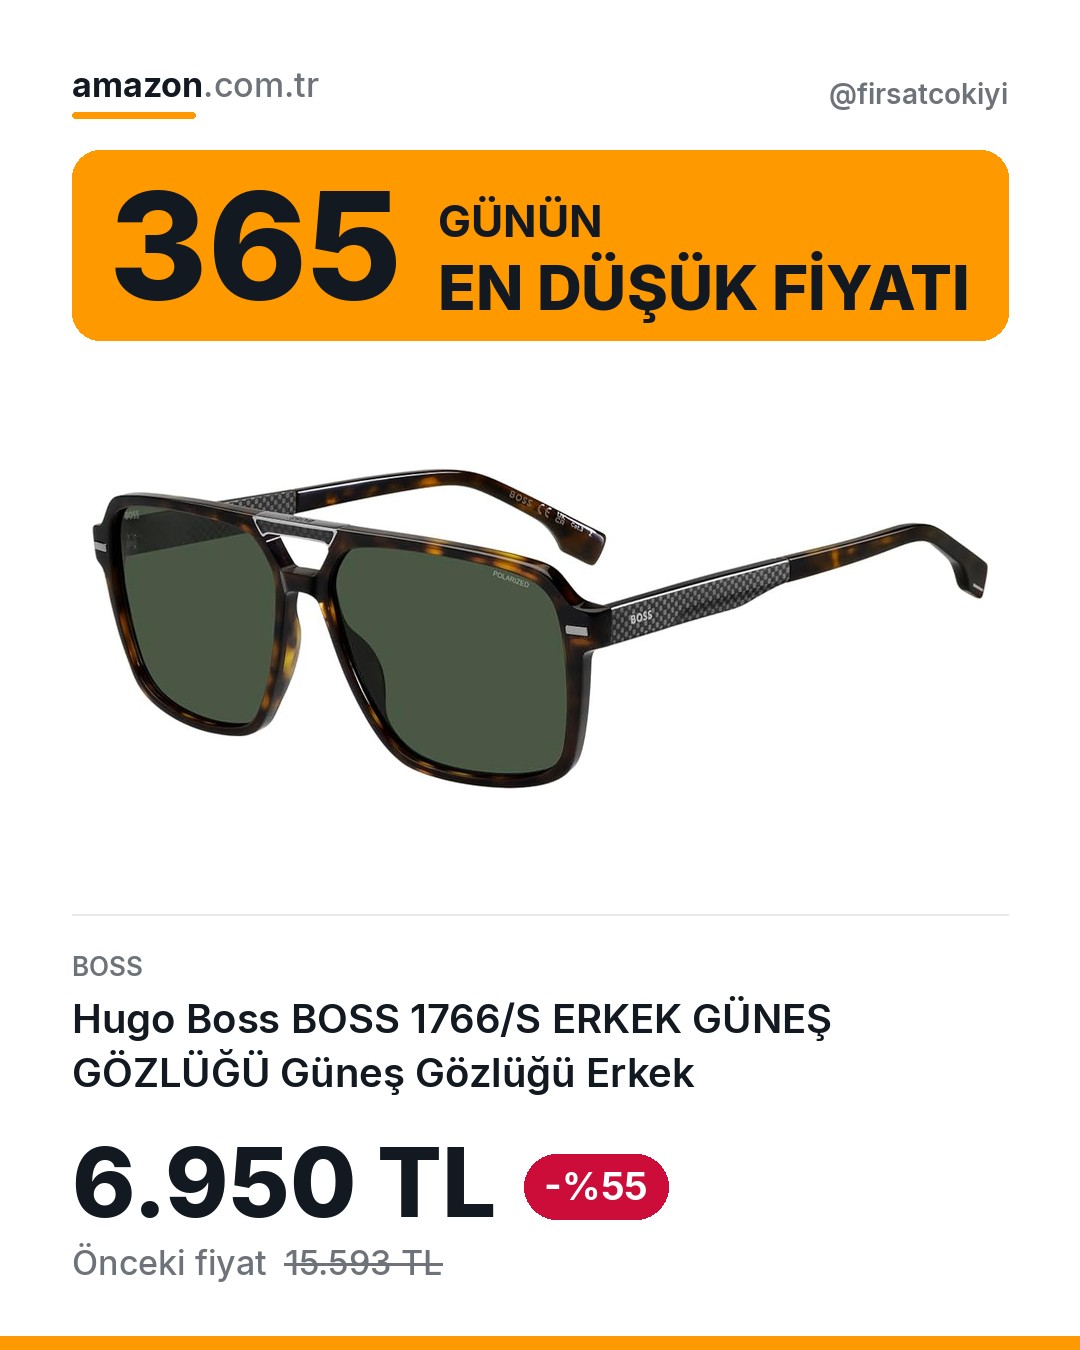 amazon.com.tr
@firsatcokiyi
365
GÜNÜN
EN DÜŞÜK FİYATI
BOSS
POLARIZED
BOSS
BOSS
BOSS
Hugo Boss BOSS 1766/S ERKEK GÜNEŞ
GÖZLÜĞÜ Güneş Gözlüğü Erkek
6.950 TL
-%55
Önceki fiyat 15.593 TL